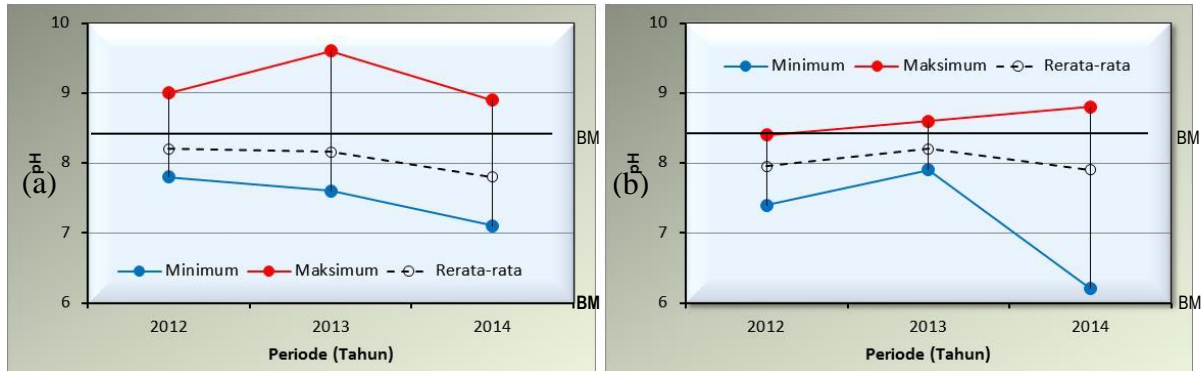 (a)
pH
10
9
8
7
6
BM
BM
Minimum Maksimum Rerata-rata
2012 2013 2014
Periode (Tahun)
(b)
pH
10
9
8
7
6
Minimum Maksimum Rerata-rata
BM
BM
2012 2013 2014
Periode (Tahun)